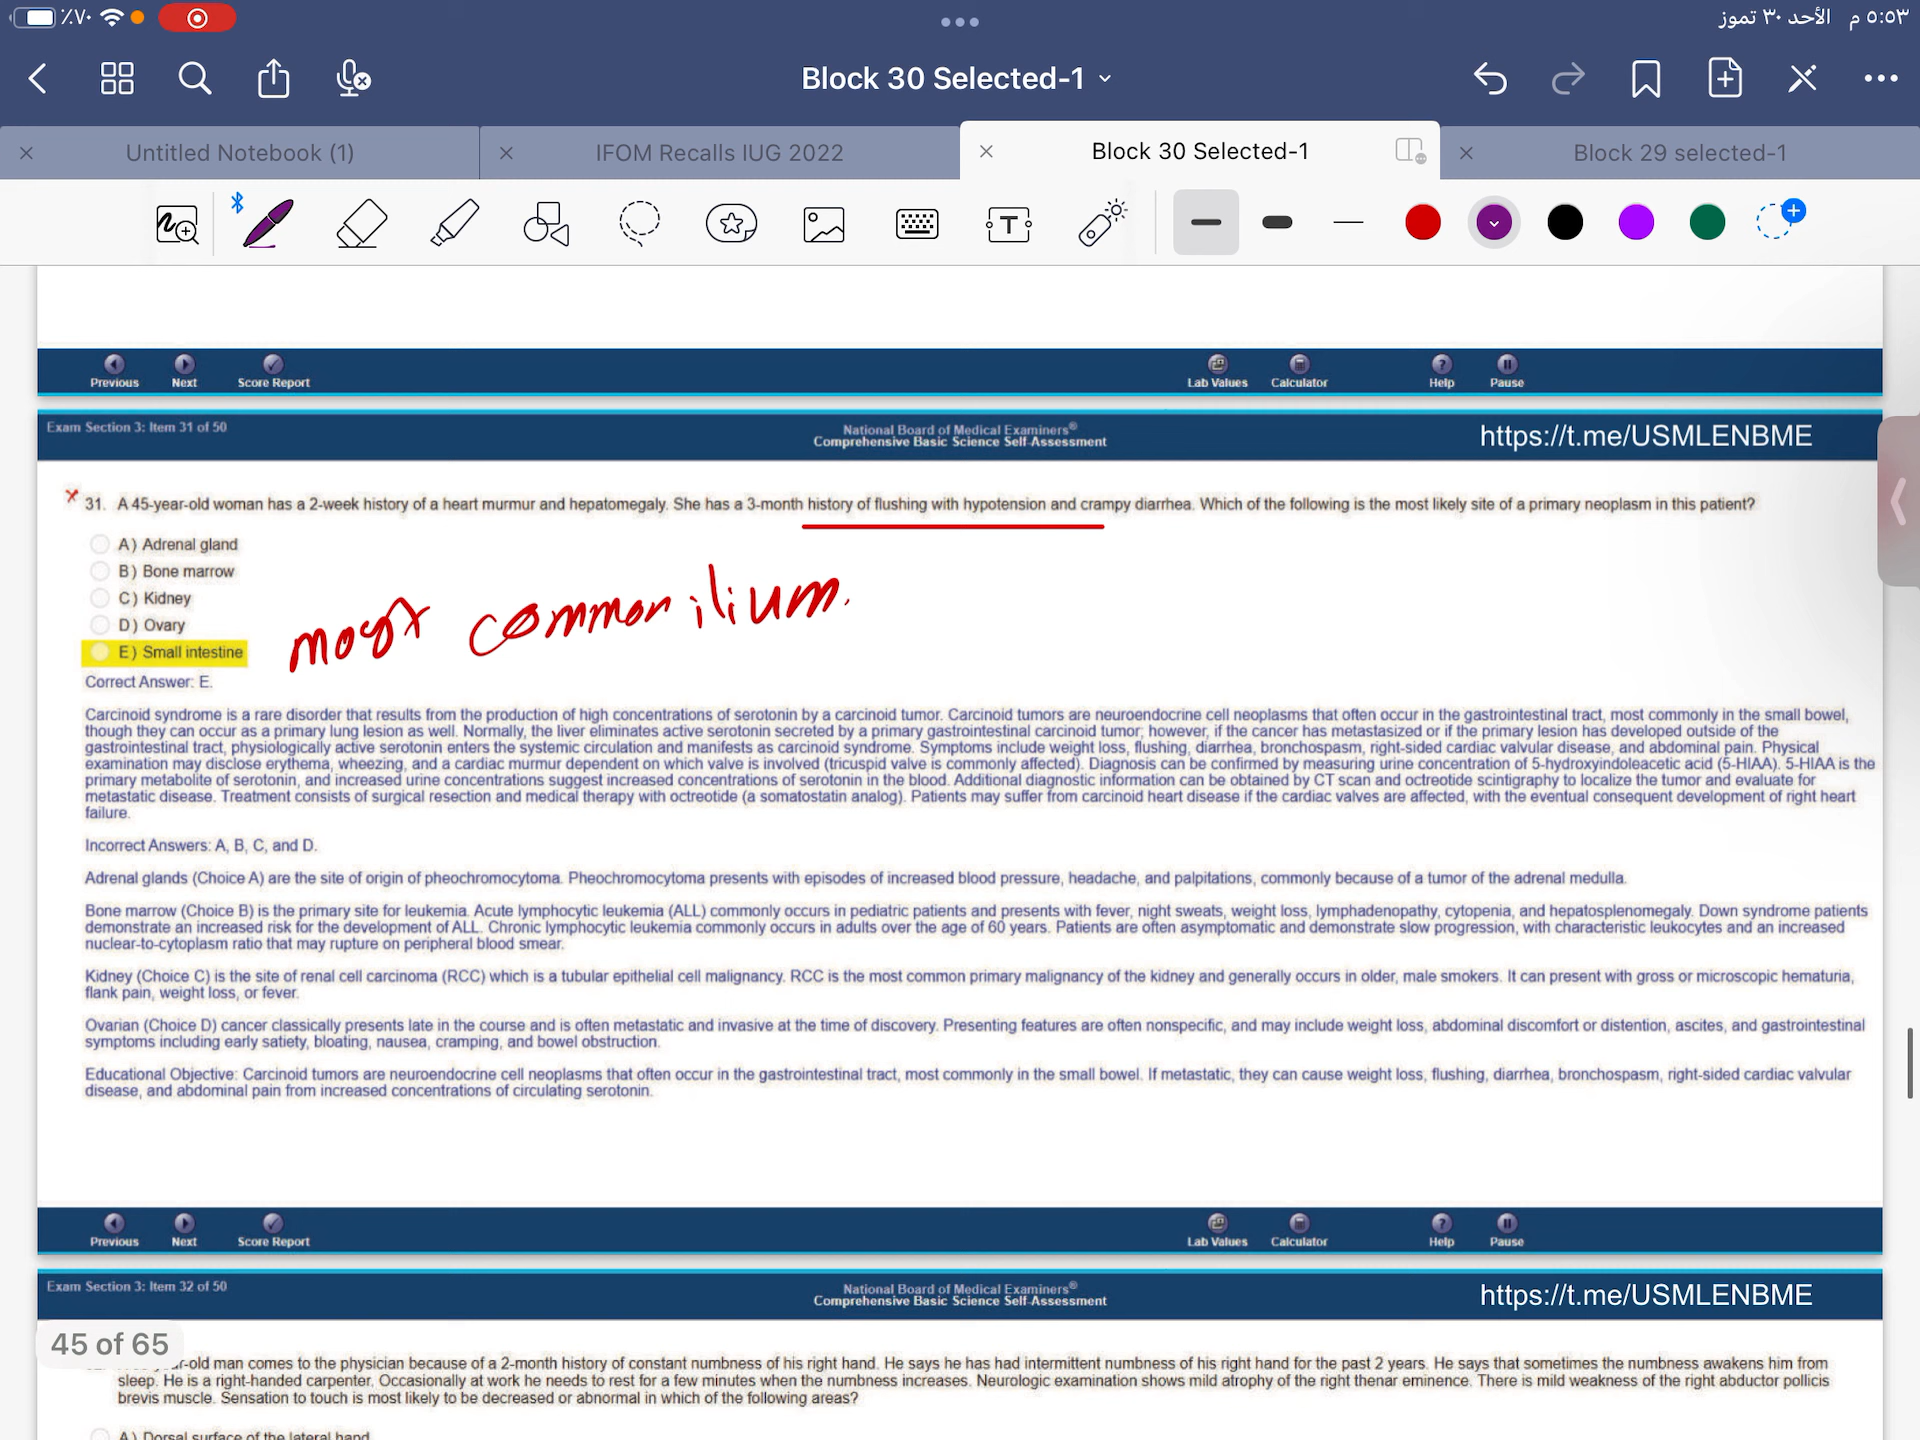 ٪٧٠
٥:٥٣ م الأحد ٣٠ تموز
Block 30 Selected-1
Untitled Notebook (1)
IFOM Recalls IUG 2022
Block 30 Selected-1
Block 29 selected-1
T
Previous Next Score Report Lab Values Calculator Help Pause
Exam Section 3: Item 31 of 50
National Board of Medical Examiners®
Comprehensive Basic Science Self-Assessment
https://t.me/USMLENBME
31. A 45-year-old woman has a 2-week history of a heart murmur and hepatomegaly. She has a 3-month history of flushing with hypotension and crampy diarrhea. Which of the following is the most likely site of a primary neoplasm in this patient?
A) Adrenal gland
B) Bone marrow
C) Kidney
D) Ovary
E) Small intestine
most common ilium.
Correct Answer: E.
Carcinoid syndrome is a rare disorder that results from the production of high concentrations of serotonin by a carcinoid tumor. Carcinoid tumors are neuroendocrine cell neoplasms that often occur in the gastrointestinal tract, most commonly in the small bowel,
though they can occur as a primary lung lesion as well. Normally, the liver eliminates active serotonin secreted by a primary gastrointestinal carcinoid tumor; however, if the cancer has metastasized or if the primary lesion has developed outside of the
gastrointestinal tract, physiologically active serotonin enters the systemic circulation and manifests as carcinoid syndrome. Symptoms include weight loss, flushing, diarrhea, bronchospasm, right-sided cardiac valvular disease, and abdominal pain. Physical
examination may disclose erythema, wheezing, and a cardiac murmur dependent on which valve is involved (tricuspid valve is commonly affected). Diagnosis can be confirmed by measuring urine concentration of 5-hydroxyindoleacetic acid (5-HIAA). 5-HIAA is the
primary metabolite of serotonin, and increased urine concentrations suggest increased concentrations of serotonin in the blood. Additional diagnostic information can be obtained by CT scan and octreotide scintigraphy to localize the tumor and evaluate for
metastatic disease. Treatment consists of surgical resection and medical therapy with octreotide (a somatostatin analog). Patients may suffer from carcinoid heart disease if the cardiac valves are affected, with the eventual consequent development of right heart
failure.
Incorrect Answers: A, B, C, and D.
Adrenal glands (Choice A) are the site of origin of pheochromocytoma. Pheochromocytoma presents with episodes of increased blood pressure, headache, and palpitations, commonly because of a tumor of the adrenal medulla.
Bone marrow (Choice B) is the primary site for leukemia. Acute lymphocytic leukemia (ALL) commonly occurs in pediatric patients and presents with fever, night sweats, weight loss, lymphadenopathy, cytopenia, and hepatosplenomegaly. Down syndrome patients
demonstrate an increased risk for the development of ALL. Chronic lymphocytic leukemia commonly occurs in adults over the age of 60 years. Patients are often asymptomatic and demonstrate slow progression, with characteristic leukocytes and an increased
nuclear-to-cytoplasm ratio that may rupture on peripheral blood smear.
Kidney (Choice C) is the site of renal cell carcinoma (RCC) which is a tubular epithelial cell malignancy. RCC is the most common primary malignancy of the kidney and generally occurs in older, male smokers. It can present with gross or microscopic hematuria,
flank pain, weight loss, or fever.
Ovarian (Choice D) cancer classically presents late in the course and is often metastatic and invasive at the time of discovery. Presenting features are often nonspecific, and may include weight loss, abdominal discomfort or distention, ascites, and gastrointestinal
symptoms including early satiety, bloating, nausea, cramping, and bowel obstruction.
Educational Objective: Carcinoid tumors are neuroendocrine cell neoplasms that often occur in the gastrointestinal tract, most commonly in the small bowel. If metastatic, they can cause weight loss, flushing, diarrhea, bronchospasm, right-sided cardiac valvular
disease, and abdominal pain from increased concentrations of circulating serotonin.
Previous Next Score Report Lab Values Calculator Help Pause
Exam Section 3: Item 32 of 50
National Board of Medical Examiners®
Comprehensive Basic Science Self-Assessment
https://t.me/USMLENBME
45 of 65
-old man comes to the physician because of a 2-month history of constant numbness of his right hand. He says he has had intermittent numbness of his right hand for the past 2 years. He says that sometimes the numbness awakens him from
sleep. He is a right-handed carpenter. Occasionally at work he needs to rest for a few minutes when the numbness increases. Neurologic examination shows mild atrophy of the right thenar eminence. There is mild weakness of the right abductor pollicis
brevis muscle. Sensation to touch is most likely to be decreased or abnormal in which of the following areas?
A) Dorsal surface of the lateral hand